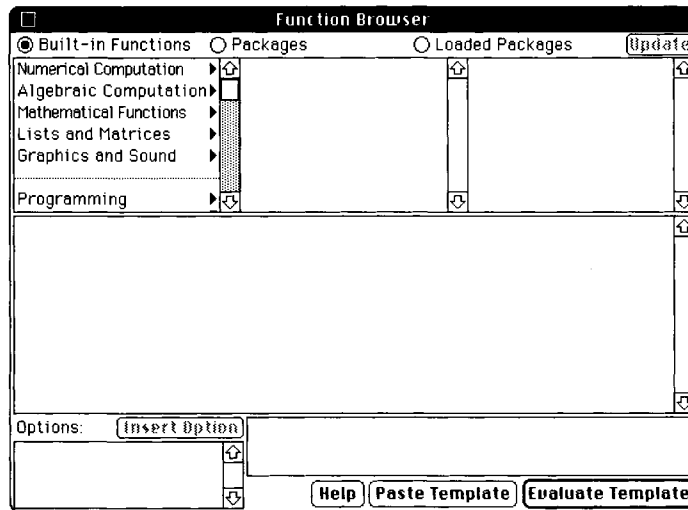 Function Browser
Built-in Functions Packages Loaded Packages Update
Numerical Computation
Algebraic Computation
Mathematical Functions
Lists and Matrices
Graphics and Sound
Programming
Options: Insert Option
Help Paste Template Evaluate Template